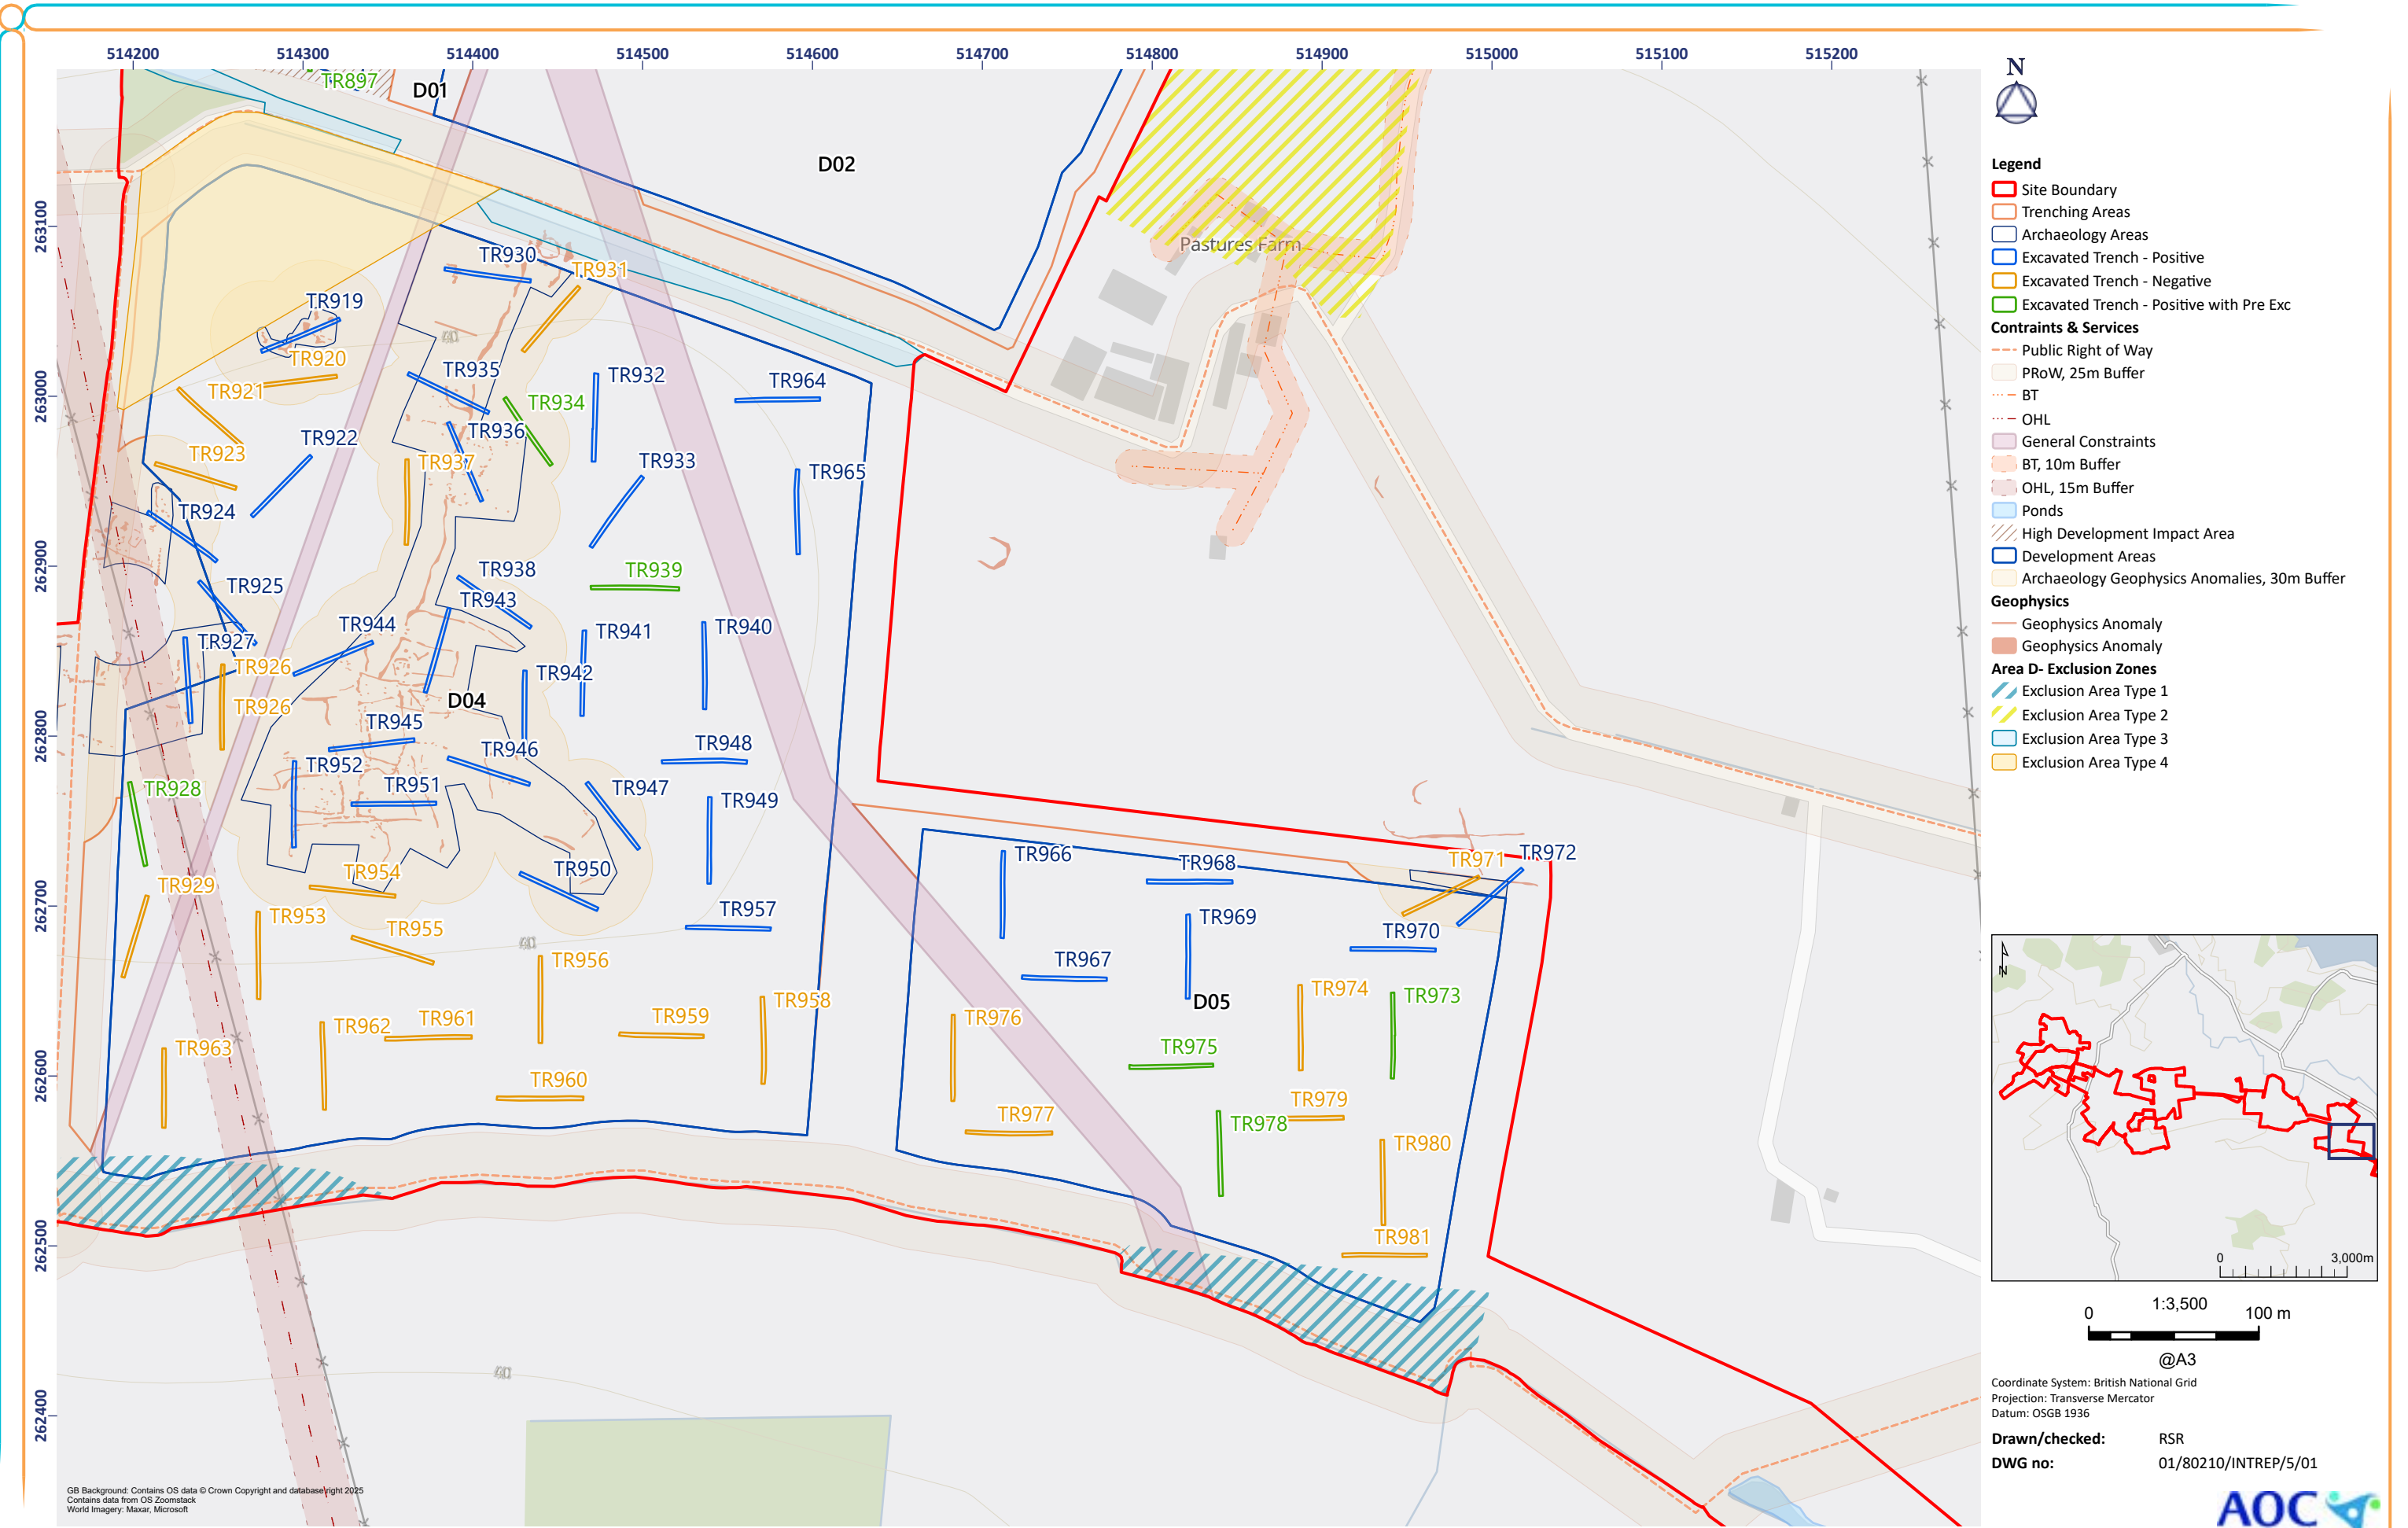 514200 514300 514400 514500 514600 514700 514800 514900 515000 515100 515200
263100
263000
262900
262800
262700
262600
262500
262400
TR897
D01
D02
Pastures Farm
TR930
TR931
TR919
TR920
TR935
TR932
TR964
TR921
TR934
TR936
TR922
TR923
TR937
TR933
TR965
TR924
TR938
TR939
TR925
TR943
TR944
TR941
TR940
TR927
TR926
TR942
D04
TR926
TR945
TR946
TR948
TR952
TR951
TR928
TR947
TR949
TR950
TR954
TR929
TR953
TR955
TR957
40
TR956
TR958
TR962
TR961
TR959
TR963
TR960
TR966
TR968
TR971
TR972
TR969
TR970
TR967
TR974
TR973
D05
TR976
TR975
TR979
TR977
TR978
TR980
TR981
40
40
GB Background: Contains OS data © Crown Copyright and database right 2025
Contains data from OS Zoomstack
World Imagery: Maxar, Microsoft
N
Legend
Site Boundary
Trenching Areas
Archaeology Areas
Excavated Trench - Positive
Excavated Trench - Negative
Excavated Trench - Positive with Pre Exc
Contraints & Services
Public Right of Way
PRoW, 25m Buffer
BT
OHL
General Constraints
BT, 10m Buffer
OHL, 15m Buffer
Ponds
High Development Impact Area
Development Areas
Archaeology Geophysics Anomalies, 30m Buffer
Geophysics
Geophysics Anomaly
Geophysics Anomaly
Area D- Exclusion Zones
Exclusion Area Type 1
Exclusion Area Type 2
Exclusion Area Type 3
Exclusion Area Type 4
N
0 3,000m
1:3,500
0 100 m
@A3
Coordinate System: British National Grid
Projection: Transverse Mercator
Datum: OSGB 1936
Drawn/checked: RSR
DWG no: 01/80210/INTREP/5/01
AOC